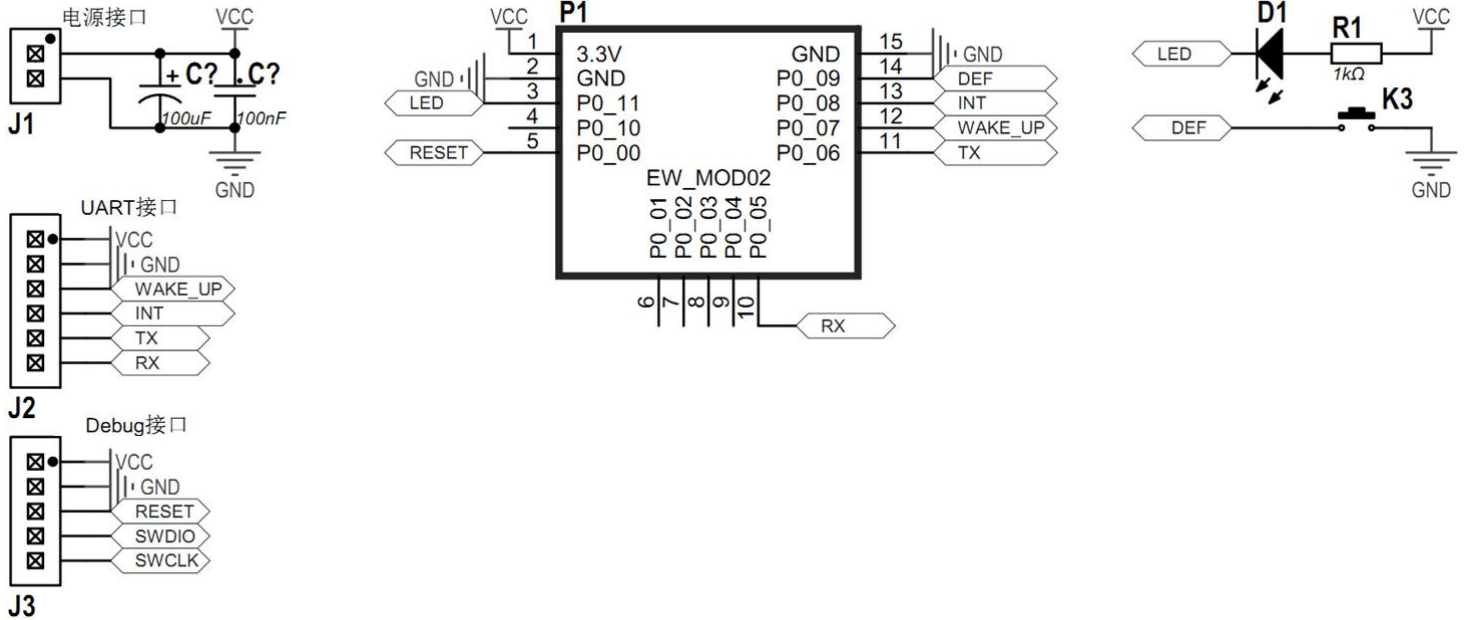 电源接口
VCC
+ C?
C?
100uF
100nF
J1
GND
UART接口
VCC
GND
WAKE_UP
INT
TX
RX
J2
Debug接口
VCC
GND
RESET
SWDIO
SWCLK
J3
P1
VCC
1
3.3V
GND
2
GND
LED
3
P0_11
4
P0_10
RESET
5
P0_00
GND
15
GND
P0_09
14
DEF
P0_08
13
INT
P0_07
12
WAKE_UP
P0_06
11
TX
EW_MOD02
P0_01
P0_02
P0_03
P0_04
P0_05
6
7
8
9
10
RX
D1
R1
VCC
LED
1kΩ
K3
DEF
GND